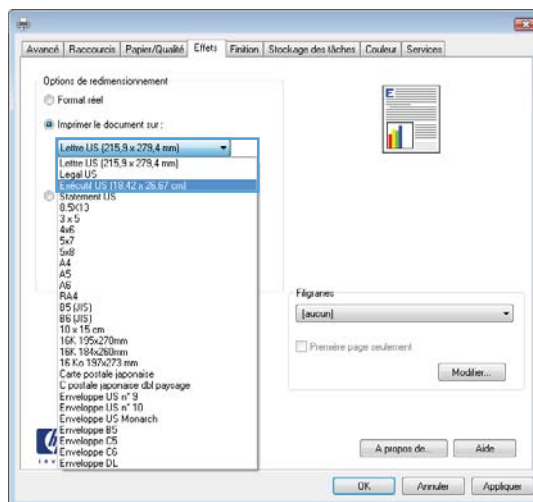 Avancé Raccourcis Papier/Qualité Effets Finition Stockage des tâches Couleur Services
Options de redimensionnement
Format réel
Imprimer le document sur :
Lettre US (215,9 x 279,4 mm)
Lettre US (215,9 x 279,4 mm)
Legal US
Exécutif US (18.42 x 26.67 cm)
Statement US
8.5X13
3 x 5
4x6
5x7
5x8
A4
A5
A6
RA4
B5 (JIS)
B6 (JIS)
10 x 15 cm
16K 195x270mm
16K 184x260mm
16 Ko 197x273 mm
Carte postale japonaise
C postale japonaise dbl paysage
Enveloppe US n° 9
Enveloppe US n° 10
Enveloppe US Monarch
Enveloppe B5
Enveloppe C5
Enveloppe C6
Enveloppe DL
E
Filigranes
[aucun]
Première page seulement
Modifier...
i n v
A propos de... Aide
OK Annuler Appliquer